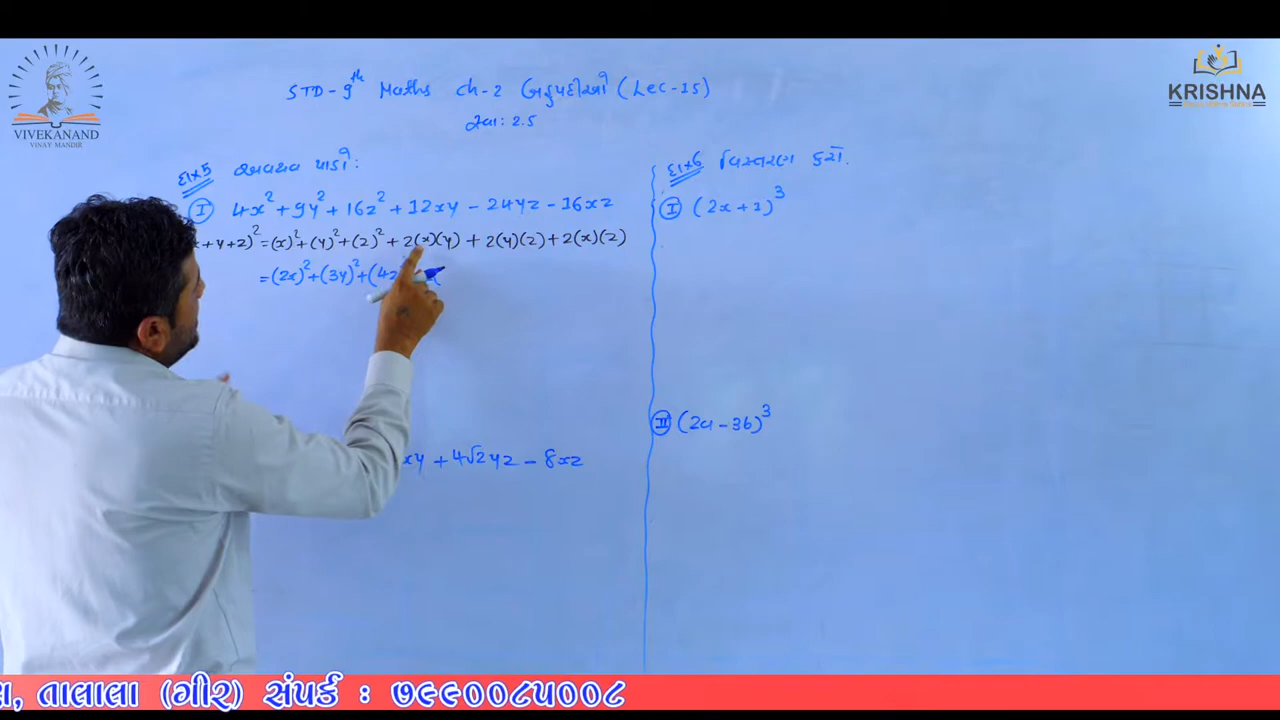 VIVEKANAND
VINAY MANDIR
KRISHNA
STD - 9th Maths ch-2 બહુપદીઓ (Lec-15)
સ્વા: 2.5
દાખ5 અવયવ પાડો:
I 4x² + 9y² + 16z² + 12xy - 24yz - 16xz
+ y + z)² = (x)² + (y)² + (z)² + 2(x)(y) + 2(y)(z) + 2(x)(z)
= (2x)² + (3y)² + (4z
xy + 4√2yz - 8xz
દાખ6 વિસ્તરણ કરો.
I (2x + 1)³
II (2a - 3b)³
તાલાલા (ગીર) સંપર્ક : ૭૯૯૦૦૮૫૦૦૮